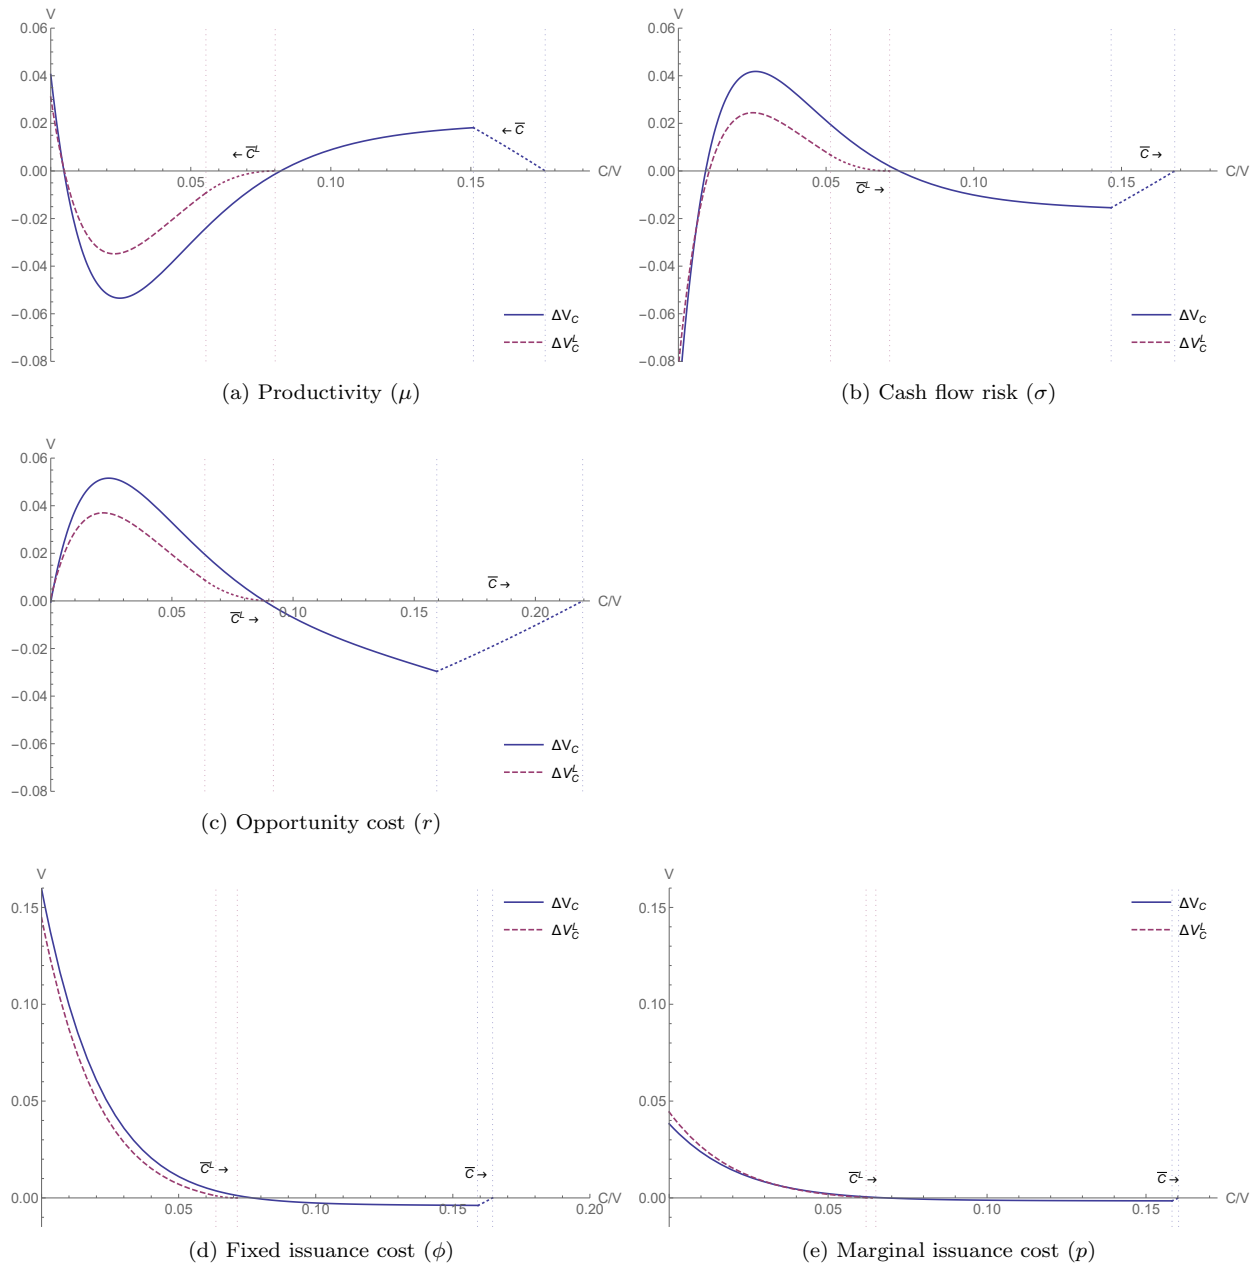 V
0.06
0.04
0.02
0.00
−0.02
−0.04
−0.06
−0.08
0.05
0.10
0.15
C/V
← C̅ᴸ
← C̅
ΔV_C
ΔV_C^L
(a) Productivity (μ)
V
0.06
0.04
0.02
0.00
−0.02
−0.04
−0.06
−0.08
0.05
0.10
0.15
C/V
C̅ᴸ →
C̅ →
ΔV_C
ΔV_C^L
(b) Cash flow risk (σ)
V
0.06
0.04
0.02
0.00
−0.02
−0.04
−0.06
−0.08
0.05
0.10
0.15
0.20
C/V
C̅ᴸ →
C̅ →
ΔV_C
ΔV_C^L
(c) Opportunity cost (r)
V
0.15
0.10
0.05
0.00
0.05
0.10
0.15
0.20
C/V
C̅ᴸ →
C̅ →
ΔV_C
ΔV_C^L
(d) Fixed issuance cost (ϕ)
V
0.15
0.10
0.05
0.00
0.05
0.10
0.15
C/V
C̅ᴸ →
C̅ →
ΔV_C
ΔV_C^L
(e) Marginal issuance cost (p)